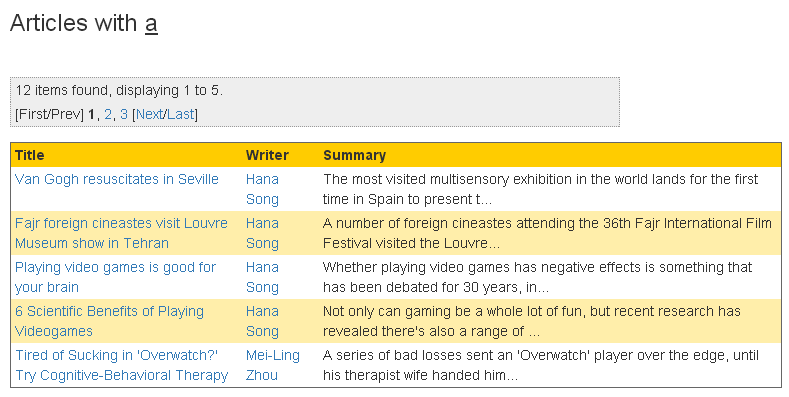 Articles with a
12 items found, displaying 1 to 5.
[First/Prev] 1, 2, 3 [Next/Last]
Title Writer Summary
Van Gogh resuscitates in Seville Hana Song The most visited multisensory exhibition in the world lands for the first
time in Spain to present t...
Fajr foreign cineastes visit Louvre Hana Song A number of foreign cineastes attending the 36th Fajr International Film
Museum show in Tehran Festival visited the Louvre...
Playing video games is good for Hana Song Whether playing video games has negative effects is something that
your brain has been debated for 30 years, in...
6 Scientific Benefits of Playing Hana Song Not only can gaming be a whole lot of fun, but recent research has
Videogames revealed there's also a range of ...
Tired of Sucking in 'Overwatch?' Mei-Ling Zhou A series of bad losses sent an 'Overwatch' player over the edge, until
Try Cognitive-Behavioral Therapy his therapist wife handed him...